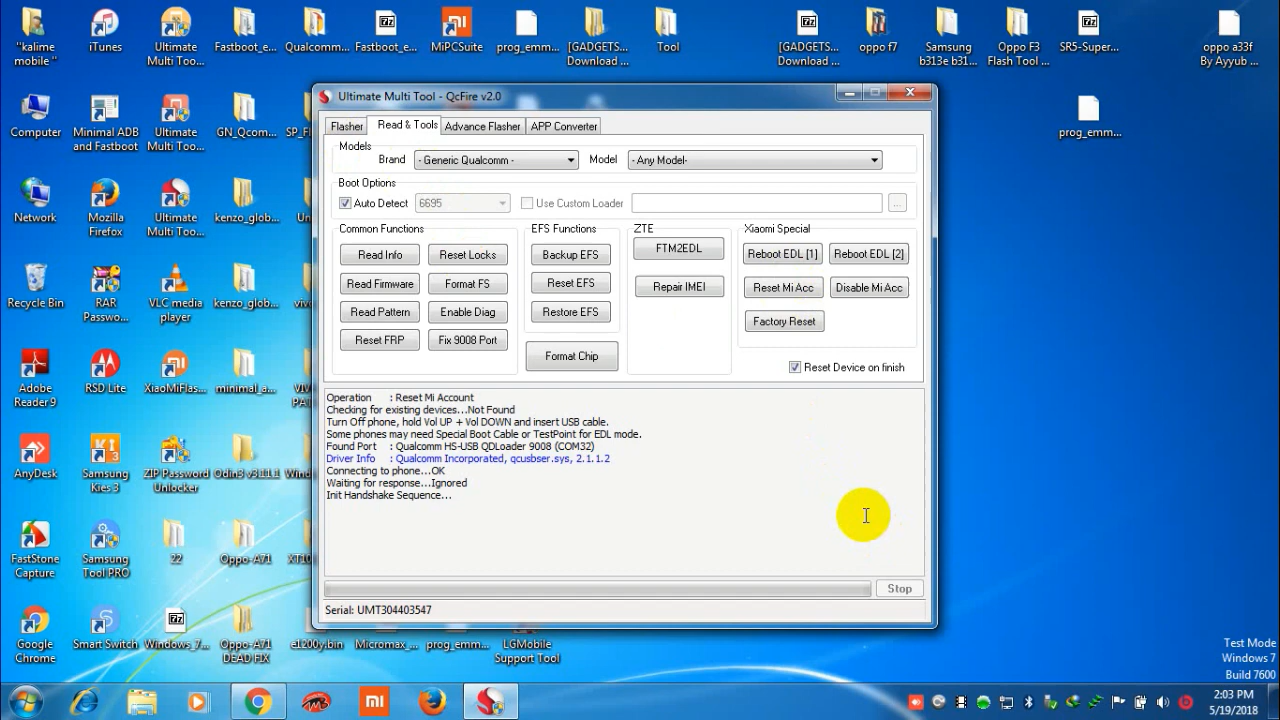 "kalime mobile "
iTunes
Ultimate Multi Too...
Fastboot_e...
Qualcomm...
Fastboot_e...
MiPCSuite
prog_emm...
[GADGETS... Download ...
Tool
[GADGETS... Download ...
oppo f7
Samsung b313e b31...
Oppo F3 Flash Tool ...
SR5-Super...
oppo a33f By Ayyub ...
Computer
Minimal ADB and Fastboot
Ultimate Multi Too...
GN_Qcom...
prog_emm...
Network
Mozilla Firefox
Ultimate Multi Too...
kenzo_glob...
Recycle Bin
RAR Passwo...
VLC media player
kenzo_glob...
Adobe Reader 9
RSD Lite
XiaoMiFlas...
minimal_a...
AnyDesk
Samsung Kies 3
ZIP Password Unlocker
Odin3 v3.11.1
FastStone Capture
Samsung Tool PRO
22
Oppo-A71
Google Chrome
Smart Switch
Windows_7...
Oppo-A71 DEAD FIX
e1200y.bin
Micromax_...
prog_emm...
LGMobile Support Tool
Ultimate Multi Tool - QcFire v2.0
Flasher
Read & Tools
Advance Flasher
APP Converter
Models
Brand
- Generic Qualcomm -
Model
- Any Model-
Boot Options
Auto Detect
6695
Use Custom Loader
...
Common Functions
Read Info
Reset Locks
Read Firmware
Format FS
Read Pattern
Enable Diag
Reset FRP
Fix 9008 Port
EFS Functions
Backup EFS
Reset EFS
Restore EFS
Format Chip
ZTE
FTM2EDL
Repair IMEI
Xiaomi Special
Reboot EDL [1]
Reboot EDL [2]
Reset Mi Acc
Disable Mi Acc
Factory Reset
Reset Device on finish
Operation : Reset Mi Account
Checking for existing devices...Not Found
Turn Off phone, hold Vol UP + Vol DOWN and insert USB cable.
Some phones may need Special Boot Cable or TestPoint for EDL mode.
Found Port : Qualcomm HS-USB QDLoader 9008 (COM32)
Driver Info : Qualcomm Incorporated, qcusbser.sys, 2.1.1.2
Connecting to phone...OK
Waiting for response...Ignored
Init Handshake Sequence...
Stop
Serial: UMT304403547
Test Mode
Windows 7
Build 7600
2:03 PM
5/19/2018